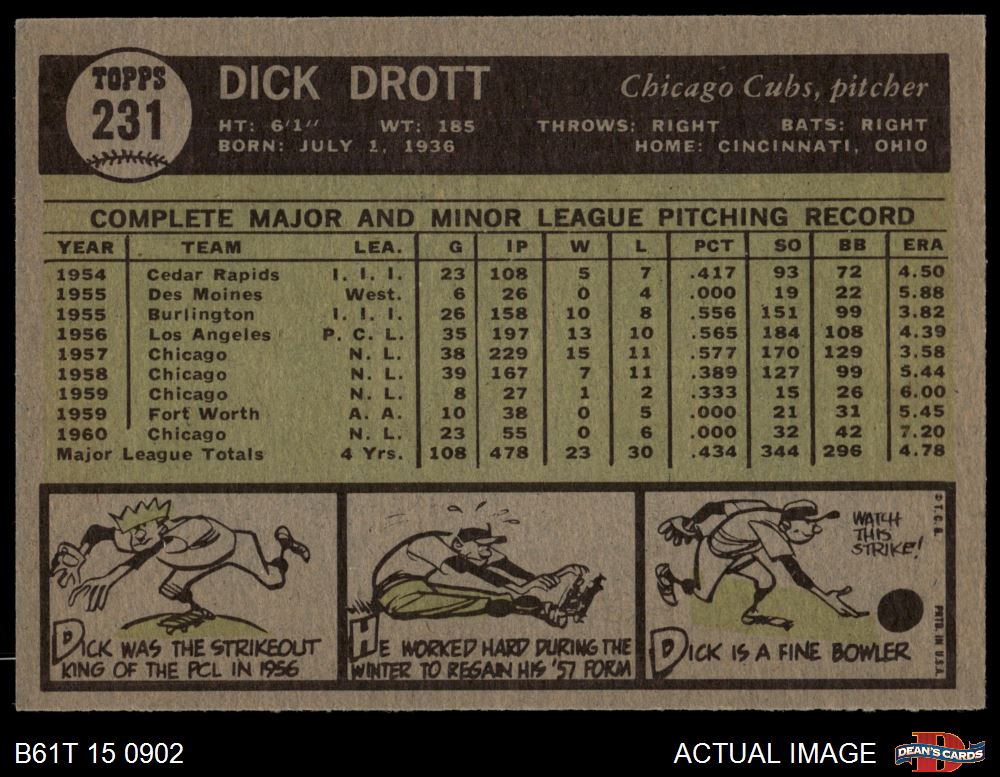 TOPPS
231
DICK DROTT
Chicago Cubs, pitcher
HT: 6'1" WT: 185 THROWS: RIGHT BATS: RIGHT
BORN: JULY 1, 1936 HOME: CINCINNATI, OHIO
COMPLETE MAJOR AND MINOR LEAGUE PITCHING RECORD
YEAR TEAM LEA. G IP W L PCT SO BB ERA
1954 Cedar Rapids I. I. I. 23 108 5 7 .417 93 72 4.50
1955 Des Moines West. 6 26 0 4 .000 19 22 5.88
1955 Burlington I. I. I. 26 158 10 8 .556 151 99 3.82
1956 Los Angeles P. C. L. 35 197 13 10 .565 184 108 4.39
1957 Chicago N. L. 38 229 15 11 .577 170 129 3.58
1958 Chicago N. L. 39 167 7 11 .389 127 99 5.44
1959 Chicago N. L. 8 27 1 2 .333 15 26 6.00
1959 Fort Worth A. A. 10 38 0 5 .000 21 31 5.45
1960 Chicago N. L. 23 55 0 6 .000 32 42 7.20
Major League Totals 4 Yrs. 108 478 23 30 .434 344 296 4.78
DICK WAS THE STRIKEOUT
KING OF THE PCL IN 1956
HE WORKED HARD DURING THE
WINTER TO REGAIN HIS '57 FORM
WATCH
THIS
STRIKE!
DICK IS A FINE BOWLER
© T.C.G. PRTD. IN U.S.A.
B61T 15 0902
ACTUAL IMAGE
D
DEAN'S CARDS